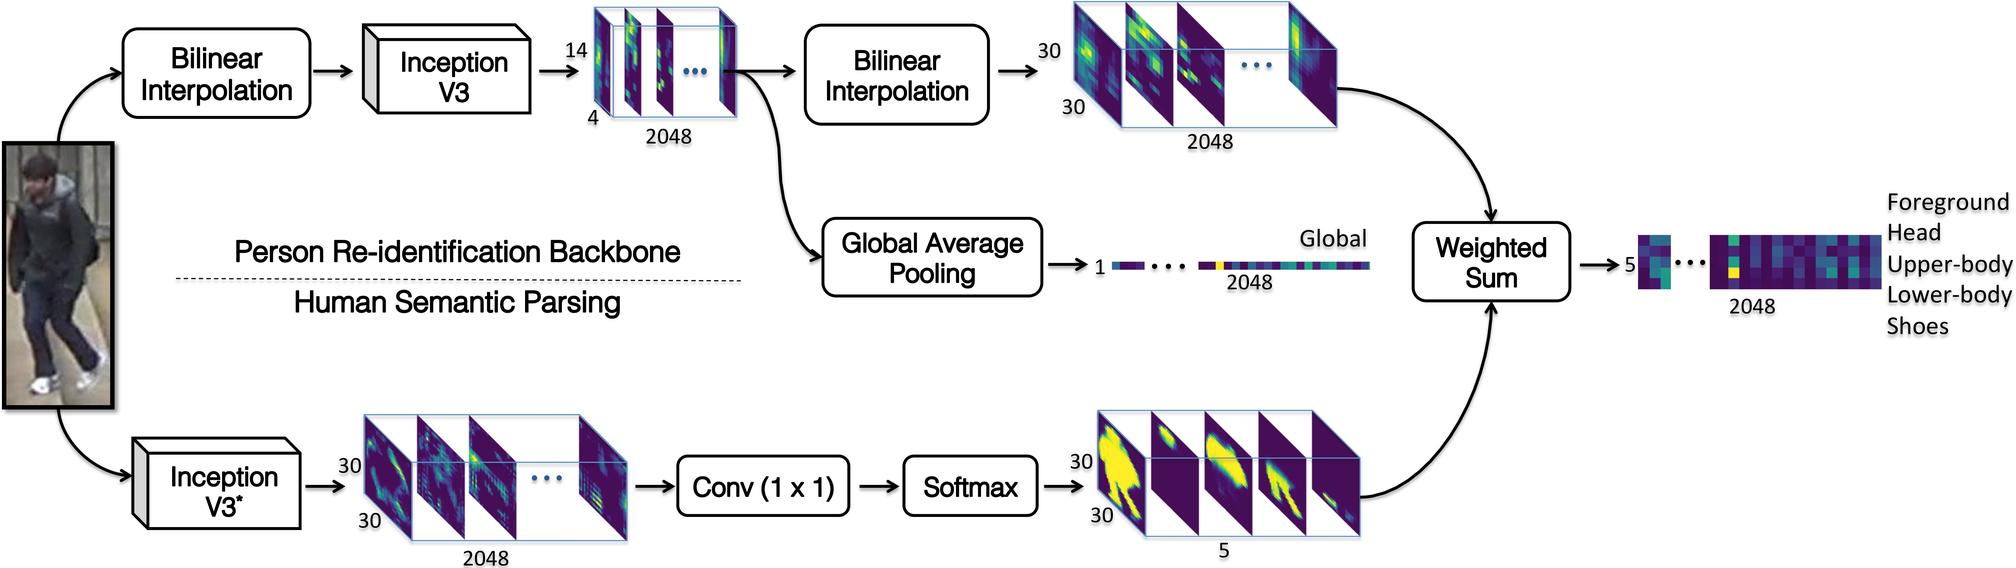 Bilinear
Interpolation
Inception
V3
14
4
2048
Bilinear
Interpolation
30
30
2048
Person Re-identification Backbone
Human Semantic Parsing
Global Average
Pooling
1
Global
2048
Weighted
Sum
5
2048
Foreground
Head
Upper-body
Lower-body
Shoes
Inception
V3*
30
30
2048
Conv (1 x 1)
Softmax
30
30
5